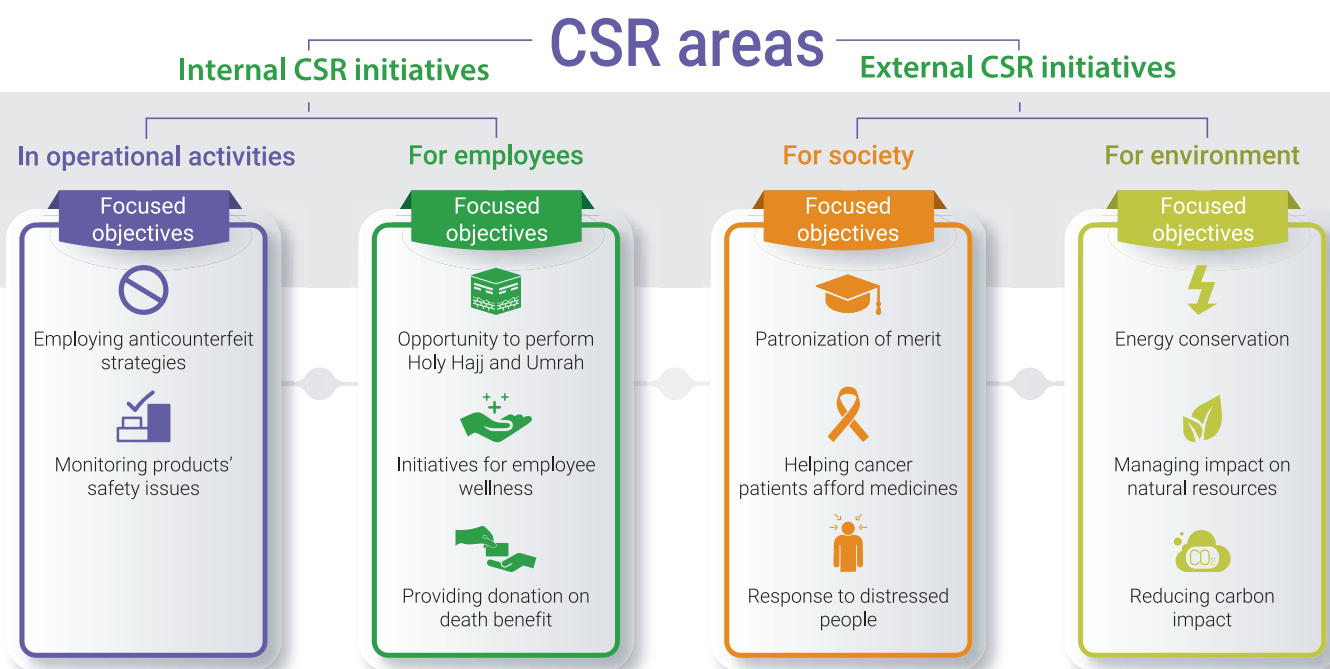 CSR areas
Internal CSR initiatives
External CSR initiatives
In operational activities
For employees
For society
For environment
Focused
objectives
Employing anticounterfeit
strategies
Monitoring products’
safety issues
Focused
objectives
Opportunity to perform
Holy Hajj and Umrah
Initiatives for employee
wellness
Providing donation on
death benefit
Focused
objectives
Patronization of merit
Helping cancer
patients afford medicines
Response to distressed
people
Focused
objectives
Energy conservation
Managing impact on
natural resources
CO₂
Reducing carbon
impact